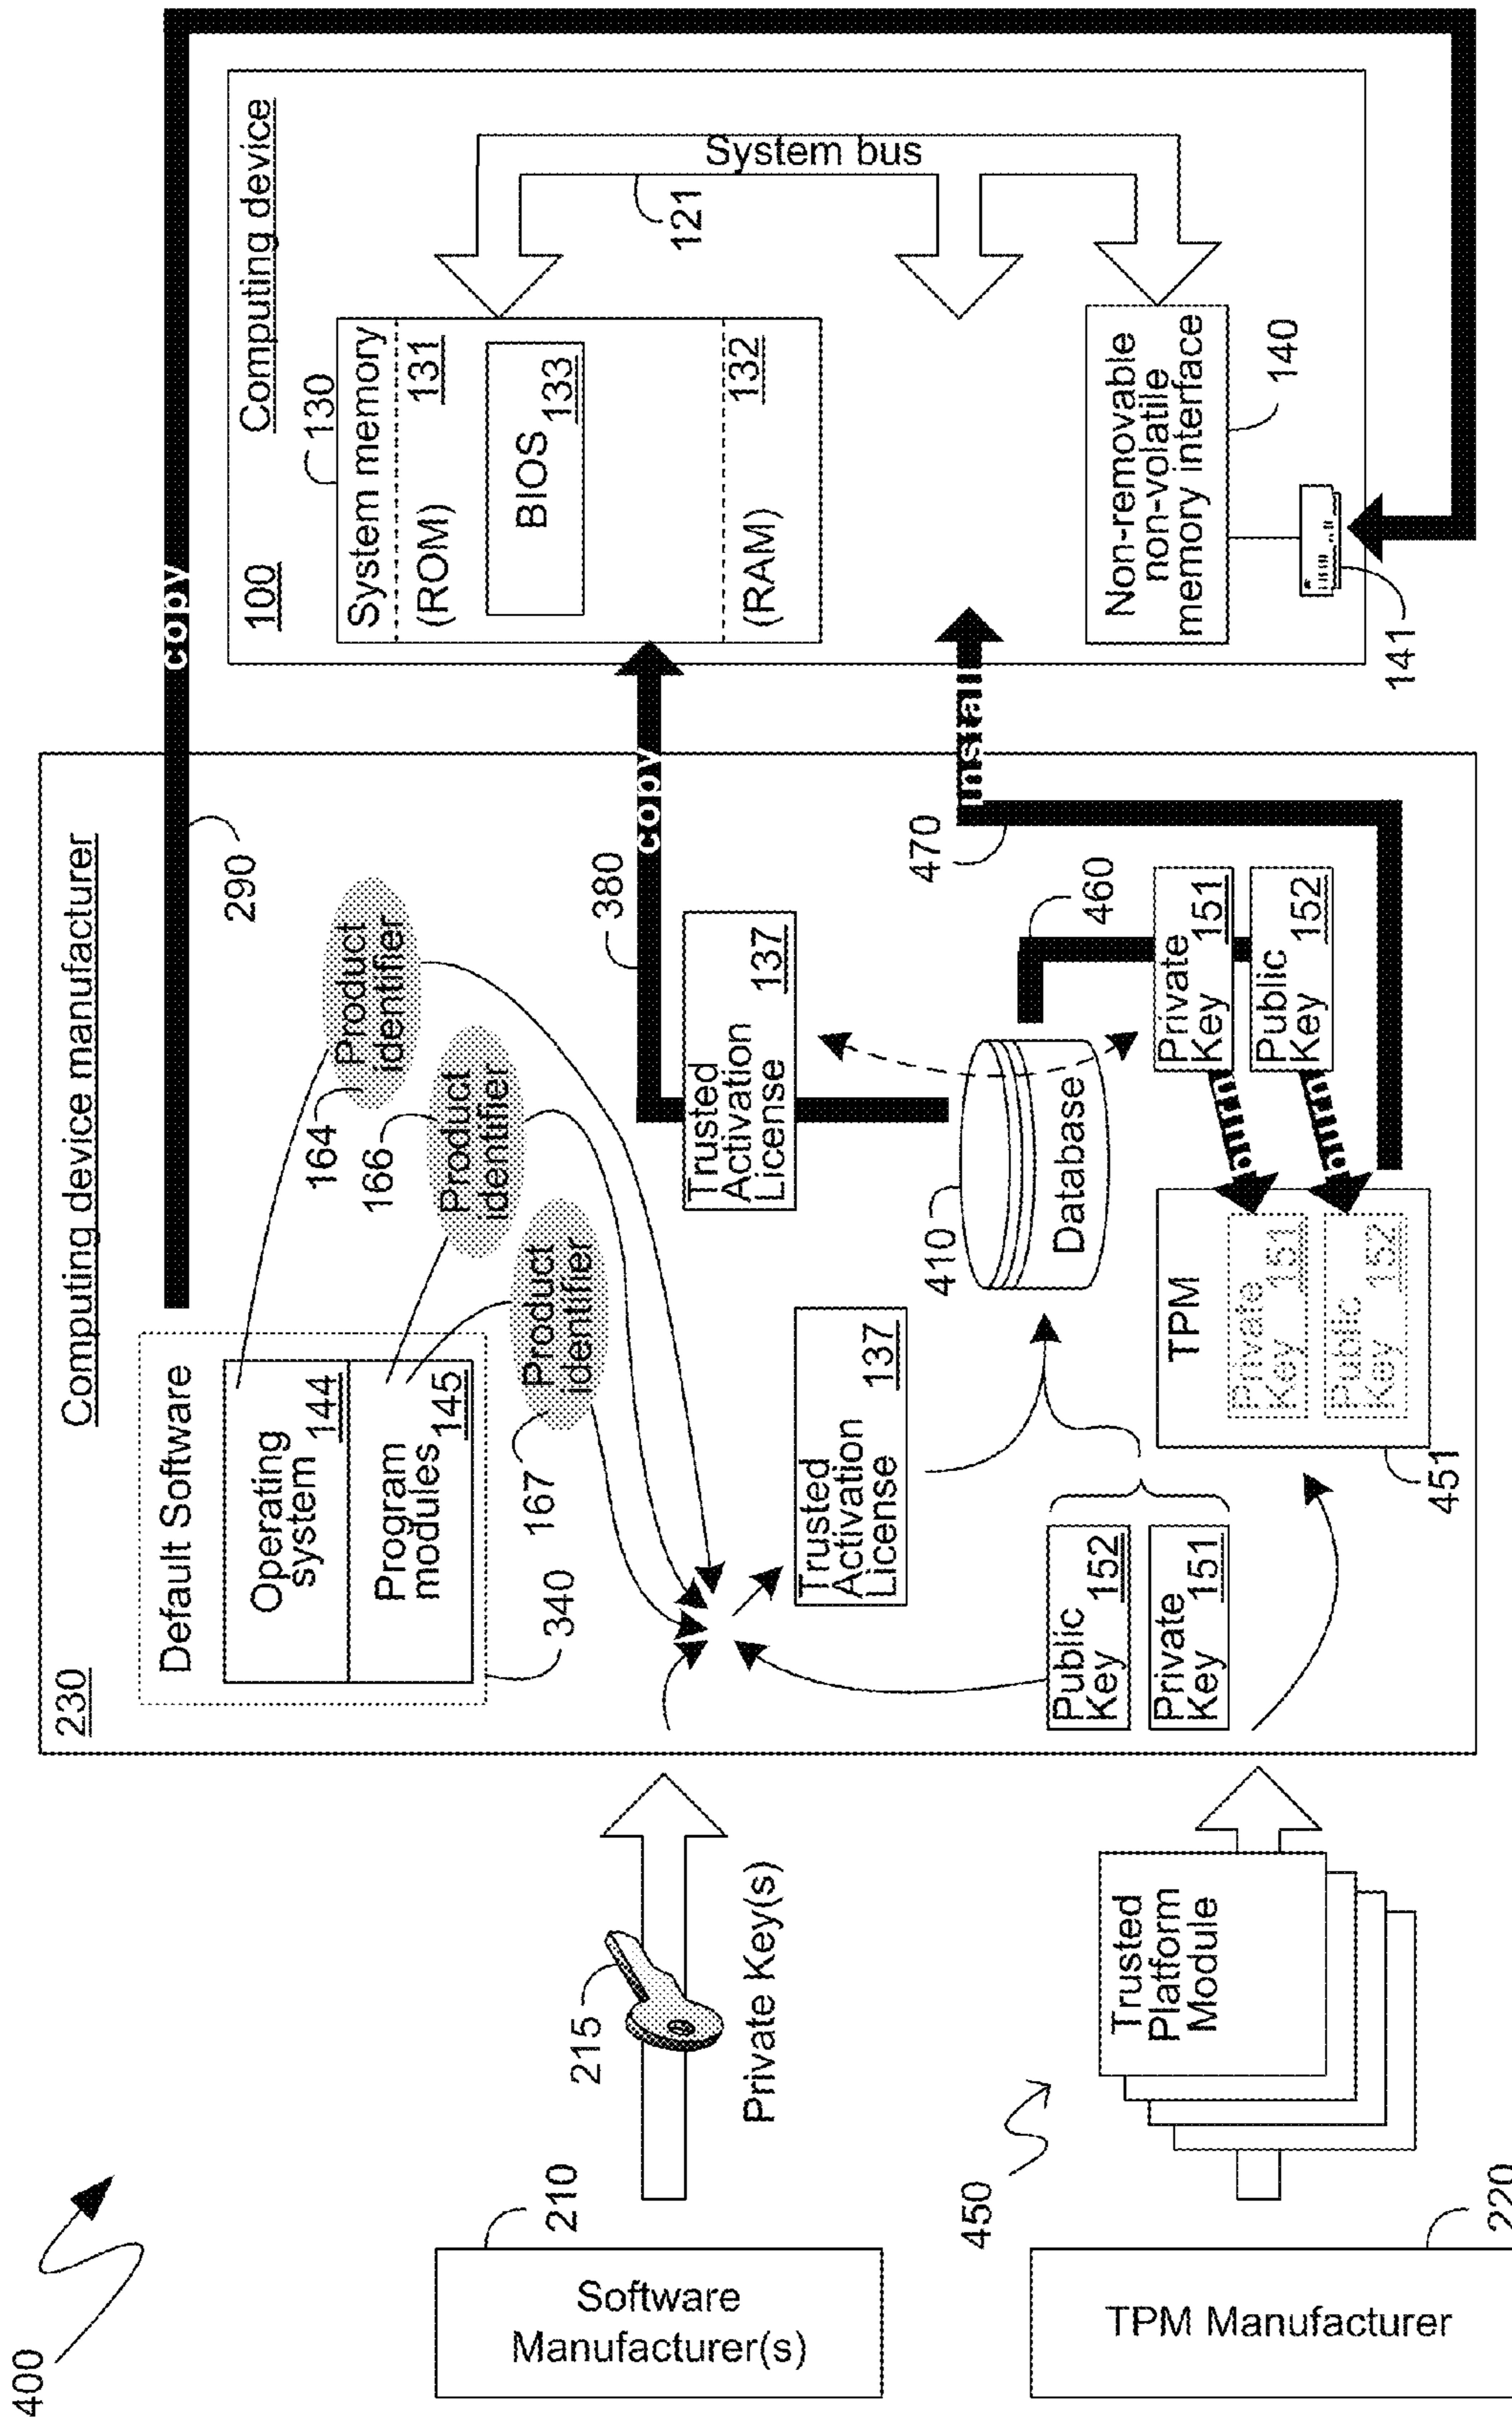 400
Software
Manufacturer(s)
210
215
Private Key(s)
TPM Manufacturer
220
450
Trusted
Platform
Module
230
Computing device manufacturer
Default Software
Operating
system
144
Program
modules
145
340
Product
identifier
164
Product
identifier
166
Product
identifier
167
290
copy
Trusted
Activation
License
137
Trusted
Activation
License
137
380
copy
Public
Key
152
Private
Key
151
410
Database
460
Private
Key
151
Public
Key
152
imprint
imprint
TPM
Private
Key
151
Public
Key
152
451
470
install
100
Computing device
130
System memory
(ROM)
131
BIOS
133
(RAM)
132
System bus
121
Non-removable
non-volatile
memory interface
140
141